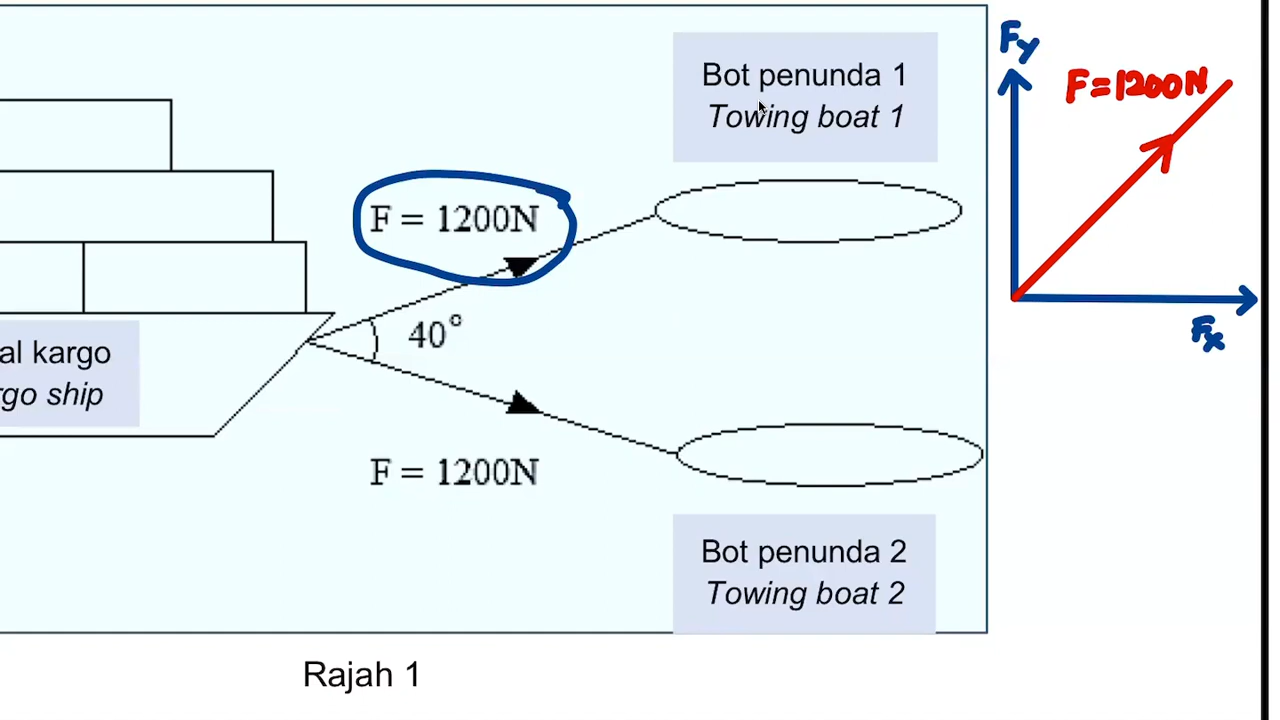 Bot penunda 1
Towing boat 1
F = 1200N
40°
al kargo
rgo ship
F = 1200N
Bot penunda 2
Towing boat 2
Rajah 1
Fy
F=1200N
Fx